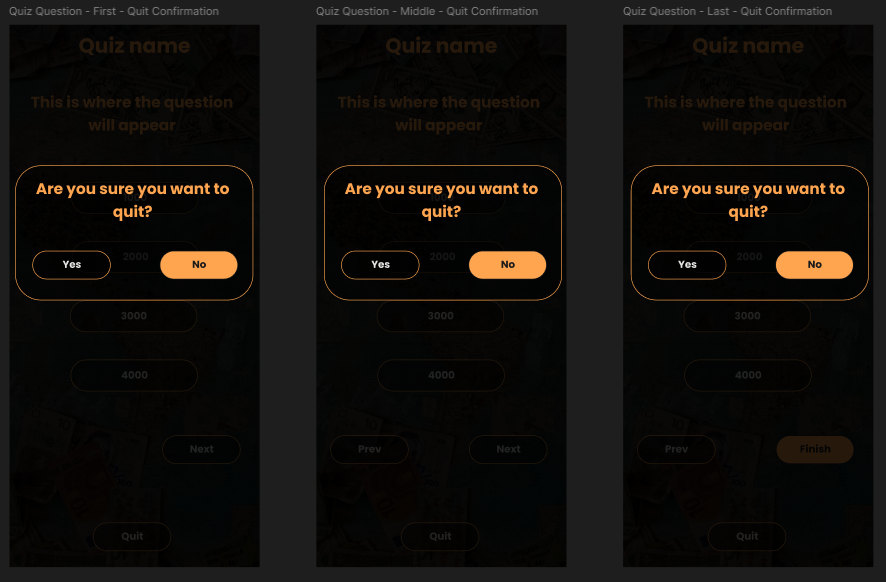 Quiz Question - First - Quit Confirmation
Quiz name
This is where the question
will appear
Are you sure you want to
quit?
2000
Yes
No
3000
4000
Next
Quit
Quiz Question - Middle - Quit Confirmation
Quiz name
This is where the question
will appear
Are you sure you want to
quit?
2000
Yes
No
3000
4000
Prev
Next
Quit
Quiz Question - Last - Quit Confirmation
Quiz name
This is where the question
will appear
Are you sure you want to
quit?
2000
Yes
No
3000
4000
Prev
Finish
Quit